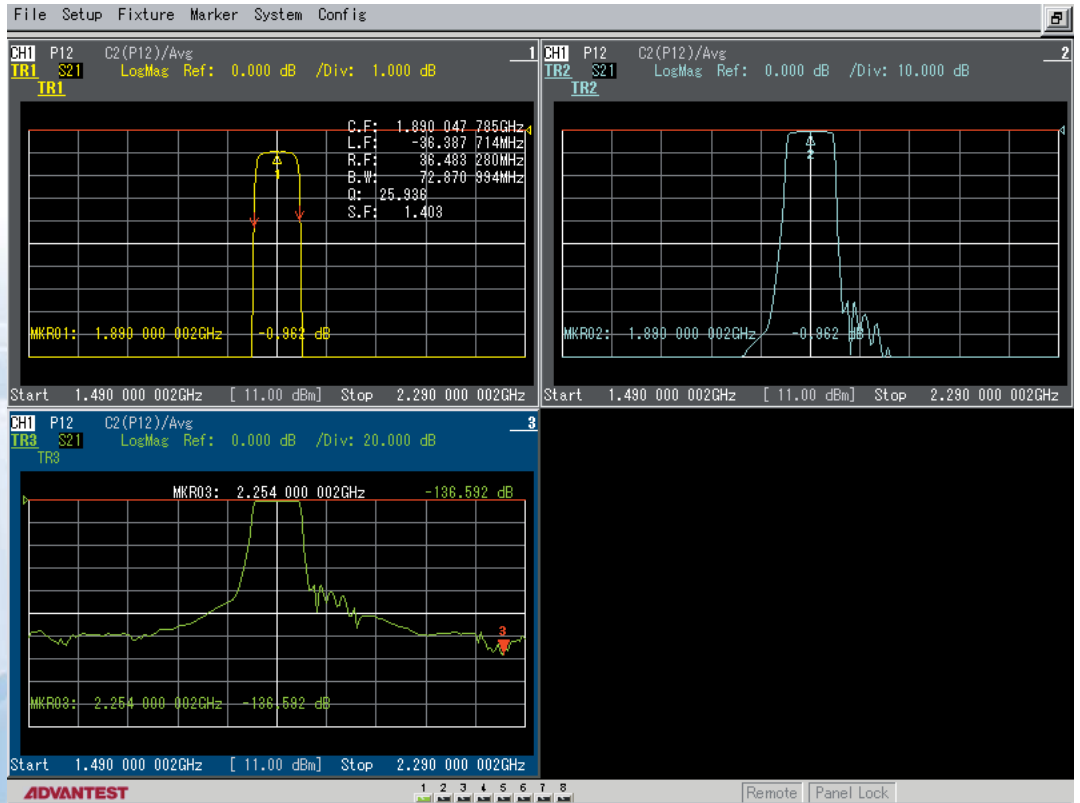 File Setup Fixture Marker System Config
CH1 P12 C2(P12)/Avg 1
TR1 S21 LogMag Ref: 0.000 dB /Div: 1.000 dB
TR1
C.F: 1.890 047 785GHz
L.F: -36.387 714MHz
R.F: 36.483 280MHz
B.W: 72.870 994MHz
Q: 25.936
S.F: 1.403
1
MKR01: 1.890 000 002GHz -0.962 dB
Start 1.490 000 002GHz [ 11.00 dBm] Stop 2.290 000 002GHz
CH1 P12 C2(P12)/Avg 2
TR2 S21 LogMag Ref: 0.000 dB /Div: 10.000 dB
TR2
2
MKR02: 1.890 000 002GHz -0.962 dB
Start 1.490 000 002GHz [ 11.00 dBm] Stop 2.290 000 002GHz
CH1 P12 C2(P12)/Avg 3
TR3 S21 LogMag Ref: 0.000 dB /Div: 20.000 dB
TR3
MKR03: 2.254 000 002GHz -136.592 dB
3
MKR03: 2.254 000 002GHz -136.592 dB
Start 1.490 000 002GHz [ 11.00 dBm] Stop 2.290 000 002GHz
ADVANTEST 1 2 3 4 5 6 7 8 Remote Panel Lock